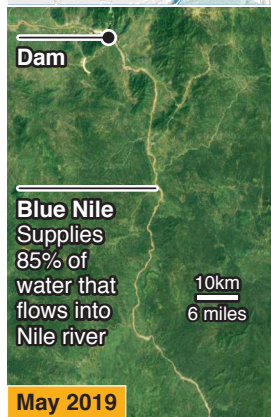 Dam
Blue Nile
Supplies
85% of
water that
flows into
Nile river
10km
6 miles
May 2019